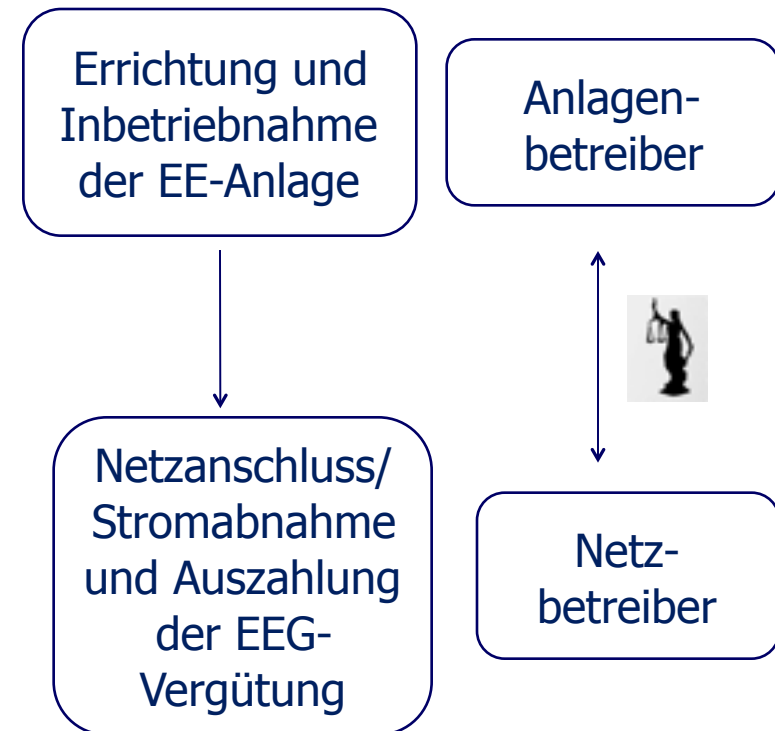 Errichtung und
Inbetriebnahme
der EE-Anlage
Anlagen-
betreiber
Netzanschluss/
Stromabnahme
und Auszahlung
der EEG-
Vergütung
Netz-
betreiber